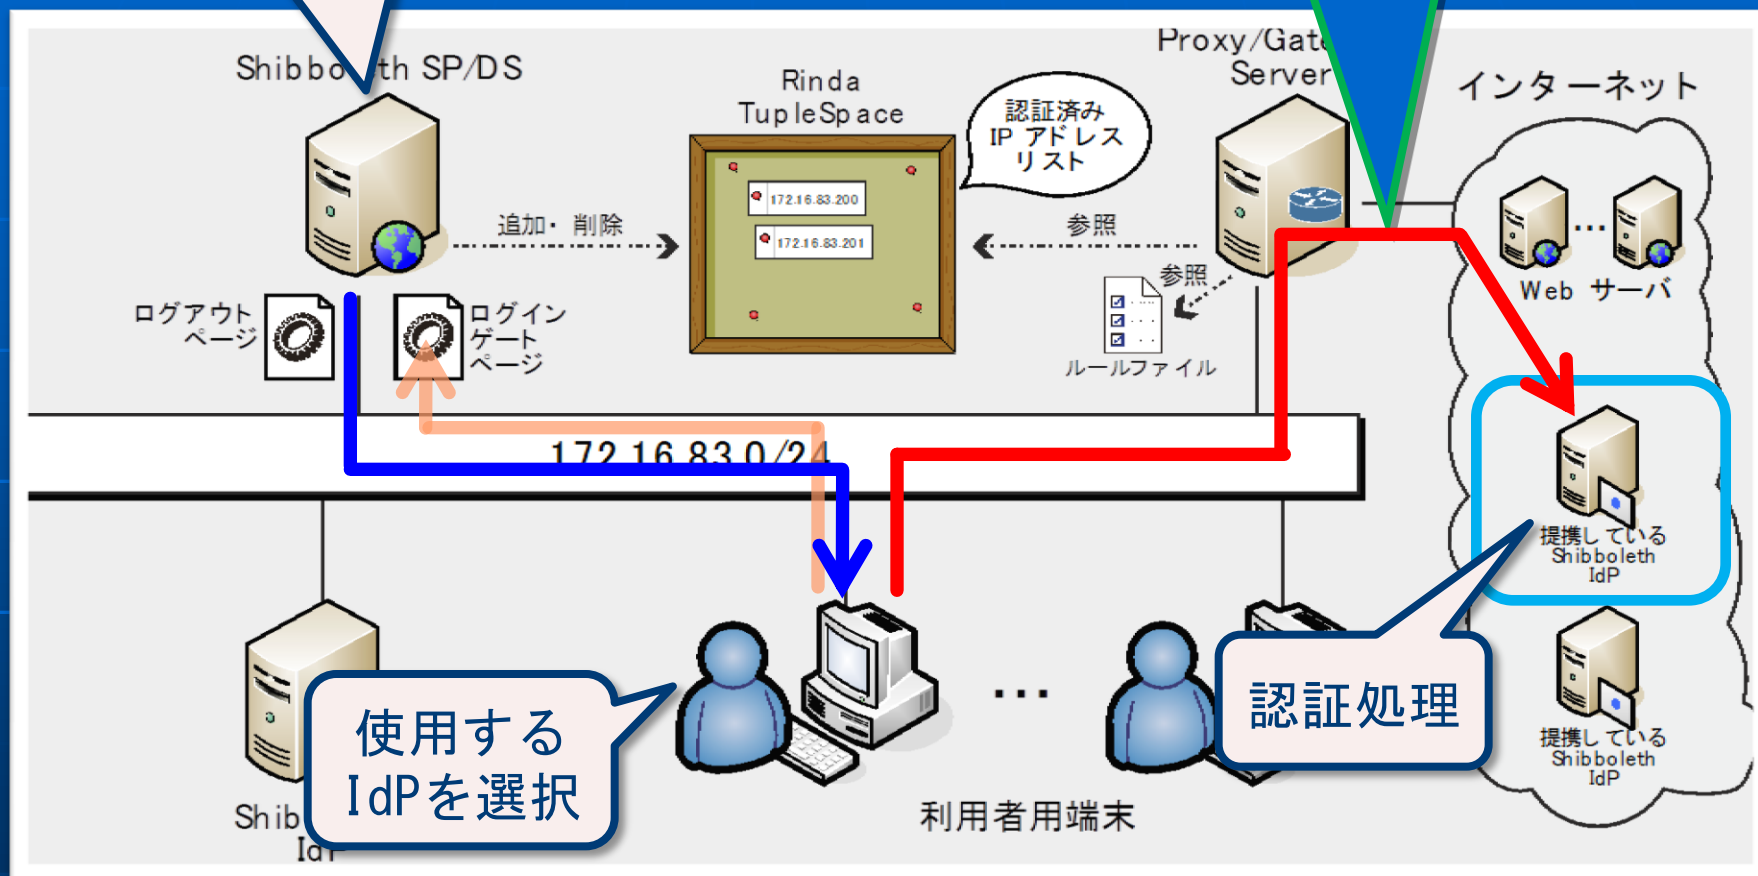 Shibboleth SP/DS
Rinda
TupleSpace
認証済み
IP アドレス
リスト
Proxy/Gate
Server
インターネット
172.16.83.200
172.16.83.201
追加・削除
参照
参照
Web サーバ
ログアウト
ページ
ログイン
ゲート
ページ
ルールファイル
172.16.83.0/24
提携している
Shibboleth
IdP
使用する
IdPを選択
認証処理
提携している
Shibboleth
IdP
利用者用端末
Shib
IdP